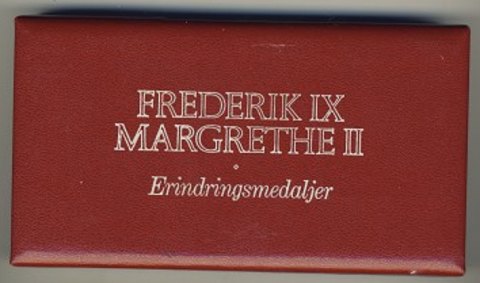 FREDERIK IX
MARGRETHE II
Erindringsmedaljer